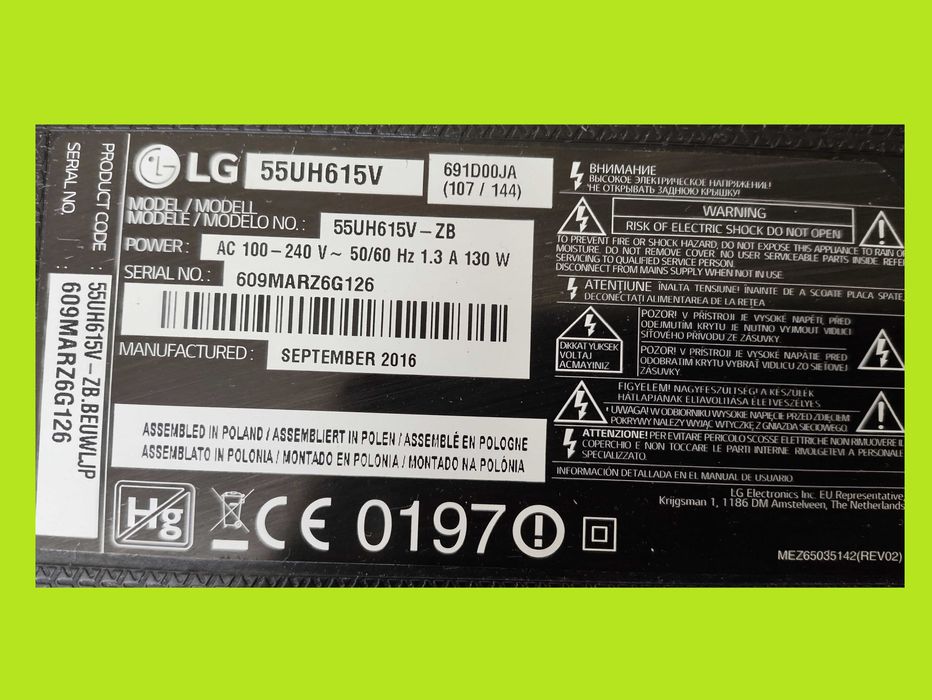 PRODUCT CODE : 55UH615V-ZB.BEUWLJP
SERIAL NO. : 609MARZ6G126
LG 55UH615V
691D00JA
(107 / 144)
MODEL / MODELL
MODELE / MODELO NO. : 55UH615V-ZB
POWER : AC 100-240 V~ 50/60 Hz 1.3 A 130 W
SERIAL NO. : 609MARZ6G126
MANUFACTURED : SEPTEMBER 2016
ASSEMBLED IN POLAND / ASSEMBLIERT IN POLEN / ASSEMBLÉ EN POLOGNE
ASSEMBLATO IN POLONIA / MONTADO EN POLONIA / MONTADO NA POLÔNIA
Hg
CE 0197
ВНИМАНИЕ
ВЫСОКОЕ ЭЛЕКТРИЧЕСКОЕ НАПРЯЖЕНИЕ!
НЕ ОТКРЫВАТЬ ЗАДНЮЮ КРЫШКУ!
WARNING
RISK OF ELECTRIC SHOCK DO NOT OPEN
TO PREVENT FIRE OR SHOCK HAZARD, DO NOT EXPOSE THIS APPLIANCE TO RAIN OR
MOISTURE. DO NOT REMOVE COVER. NO USER SERVICEABLE PARTS INSIDE. REFER
SERVICING TO QUALIFIED SERVICE PERSON.
DISCONNECT FROM MAINS SUPPLY WHEN NOT IN USE.
ATENȚIUNE ÎNALTA TENSIUNE! ÎNAINTE DE A SCOATE PLACA SPATE,
DECONECTAȚI ALIMENTAREA DE LA REȚEA
DIKKAT YUKSEK
VOLTAJ
ACMAYINIZ
POZOR! V PŘÍSTROJI JE VYSOKÉ NAPĚTÍ, PŘED
ODEJMUTÍM KRYTU JE NUTNO VYJMOUT VIDLICI
SÍŤOVÉHO PŘÍVODU ZE ZÁSUVKY.
POZOR! V PRISTROJI JE VYSOKÉ NAPÄTIE PRED
ODOBRATIM KRYTU VYBRAŤ VIDLICU ZO SIEŤOVEJ
ZÁSUVKY.
FIGYELEM! NAGYFESZÜLTSÉG! A KÉSZÜLÉK
HÁTLAPJÁNAK ELTÁVOLÍTÁSA ÉLETVESZÉLYES.
UWAGA! W ODBIORNIKU WYSOKIE NAPIĘCIE PRZED ZDJĘCIEM
POKRYWY NALEŻY WYJĄĆ WTYCZKĘ Z GNIAZDA SIECIOWEGO.
ATTENZIONE! PER EVITARE PERICOLO SCOSSE ELETTRICHE NON RIMUOVERE IL
COPERCHIO E NON TOCCARE LE PARTI INTERNE. RIVOLGETEVI A PERSONALE
SPECIALIZZATO.
INFORMACIÓN DETALLADA EN EL MANUAL DE USUARIO
LG Electronics Inc. EU Representative,
Krijgsman 1, 1186 DM Amstelveen, The Netherlands
MEZ65035142(REV02)